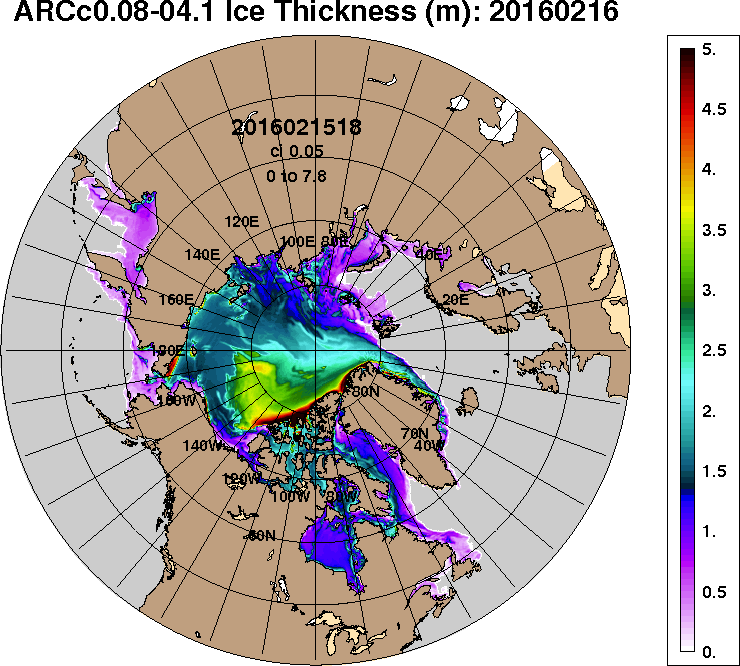 ARCc0.08-04.1 Ice Thickness (m): 20160216
2016021518
ci 0.05
0 to 7.8
120E
100E
80E
140E
40E
160E
20E
180E
160W
80N
140W
70N
40W
120W
100W
80W
60N
5.
4.5
4.
3.5
3.
2.5
2.
1.5
1.
0.5
0.